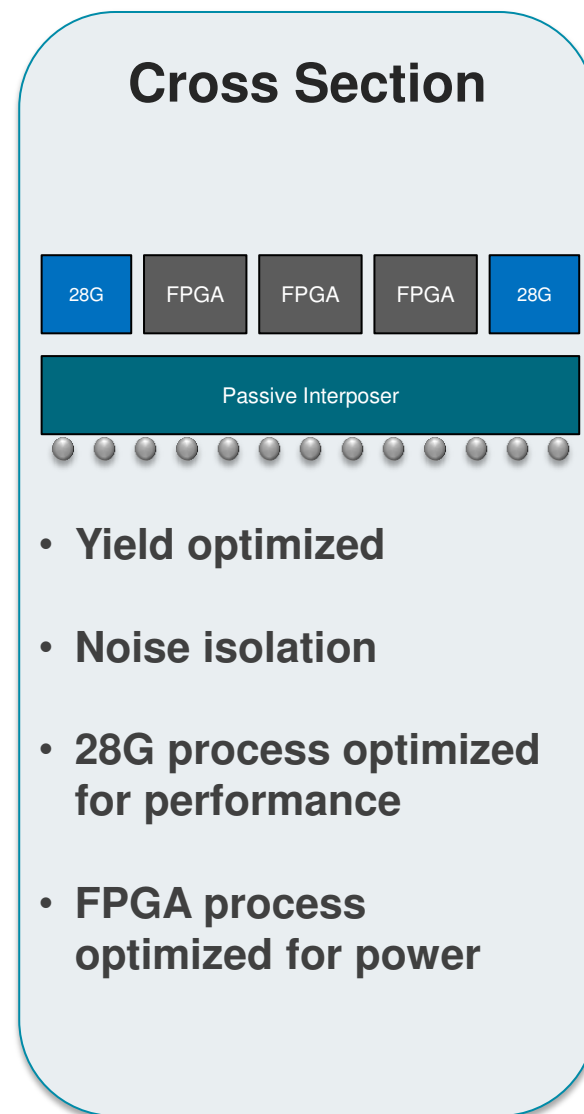 Cross Section
28G FPGA FPGA FPGA 28G
Passive Interposer
• Yield optimized
• Noise isolation
• 28G process optimized
for performance
• FPGA process
optimized for power